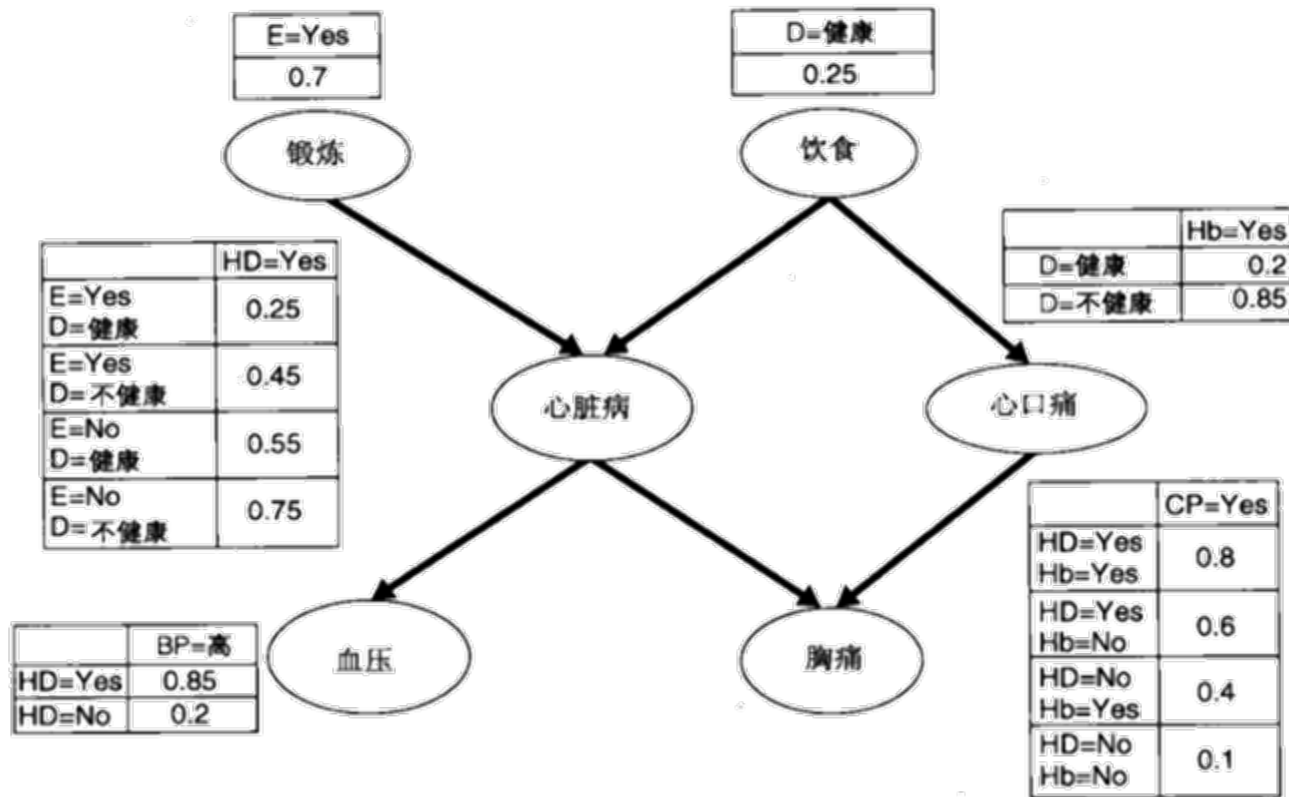 E=Yes
0.7
D=健康
0.25
锻炼
饮食
Hb=Yes
D=健康 0.2
D=不健康 0.85
HD=Yes
E=Yes
D=健康
0.25
E=Yes
D=不健康
0.45
E=No
D=健康
0.55
E=No
D=不健康
0.75
心脏病
心口痛
CP=Yes
HD=Yes
Hb=Yes
0.8
HD=Yes
Hb=No
0.6
HD=No
Hb=Yes
0.4
HD=No
Hb=No
0.1
BP=高
HD=Yes 0.85
HD=No 0.2
血压
胸痛